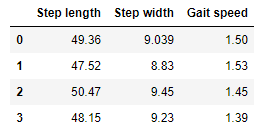 Step length Step width Gait speed
0 49.36 9.039 1.50
1 47.52 8.83 1.53
2 50.47 9.45 1.45
3 48.15 9.23 1.39